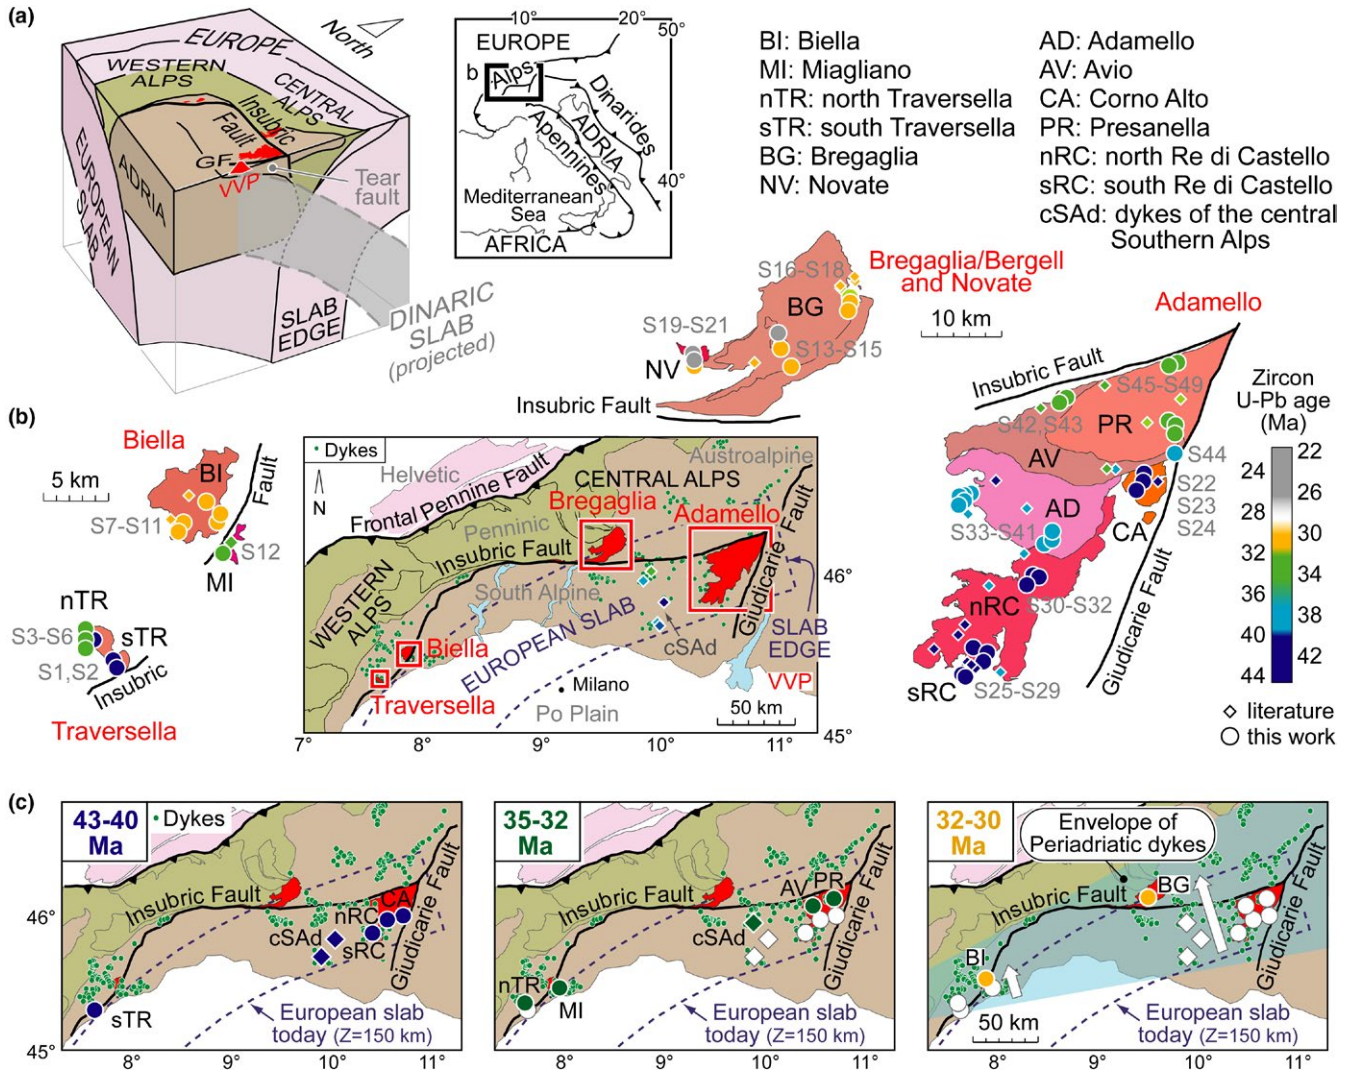 (a)
North
EUROPE
WESTERN
ALPS
CENTRAL
ALPS
Insubric
Fault
GF
VVP
Tear
fault
ADRIA
EUROPEAN
SLAB
SLAB
EDGE
DINARIC
SLAB
(projected)
10°
20°
50°
40°
EUROPE
b
Alps
Dinarides
ADRIA
Apennines
Mediterranean
Sea
AFRICA
BI: Biella
MI: Miagliano
nTR: north Traversella
sTR: south Traversella
BG: Bregaglia
NV: Novate
AD: Adamello
AV: Avio
CA: Corno Alto
PR: Presanella
nRC: north Re di Castello
sRC: south Re di Castello
cSAd: dykes of the central
Southern Alps
Bregaglia/Bergell
and Novate
10 km
S16-S18
BG
S19-S21
S13-S15
NV
Insubric Fault
Adamello
Insubric Fault
S45-S49
S42,S43
PR
AV
S44
S22
S23
S24
AD
S33-S41
CA
nRC
S30-S32
sRC
S25-S29
Giudicarie Fault
Zircon
U-Pb age
(Ma)
22
24
26
28
30
32
34
36
38
40
42
44
literature
this work
(b)
Biella
5 km
BI
Fault
S7-S11
S12
MI
nTR
S3-S6
sTR
S1,S2
Insubric
Traversella
Dykes
N
Helvetic
Frontal Pennine Fault
CENTRAL ALPS
Austroalpine
Bregaglia
Adamello
Penninic
Insubric Fault
WESTERN
ALPS
South Alpine
EUROPEAN SLAB
Giudicarie Fault
SLAB
EDGE
cSAd
Biella
Traversella
Milano
Po Plain
VVP
50 km
46°
45°
7°
8°
9°
10°
11°
(c)
43-40
Ma
Dykes
Insubric Fault
CA
nRC
cSAd
sRC
Giudicarie Fault
sTR
European slab
today (Z=150 km)
46°
45°
8°
9°
10°
11°
35-32
Ma
Insubric Fault
AV
PR
cSAd
Giudicarie Fault
nTR
MI
European slab
today (Z=150 km)
8°
9°
10°
11°
32-30
Ma
Envelope of
Periadriatic dykes
Insubric Fault
BG
BI
Giudicarie Fault
50 km
European slab
today (Z=150 km)
8°
9°
10°
11°